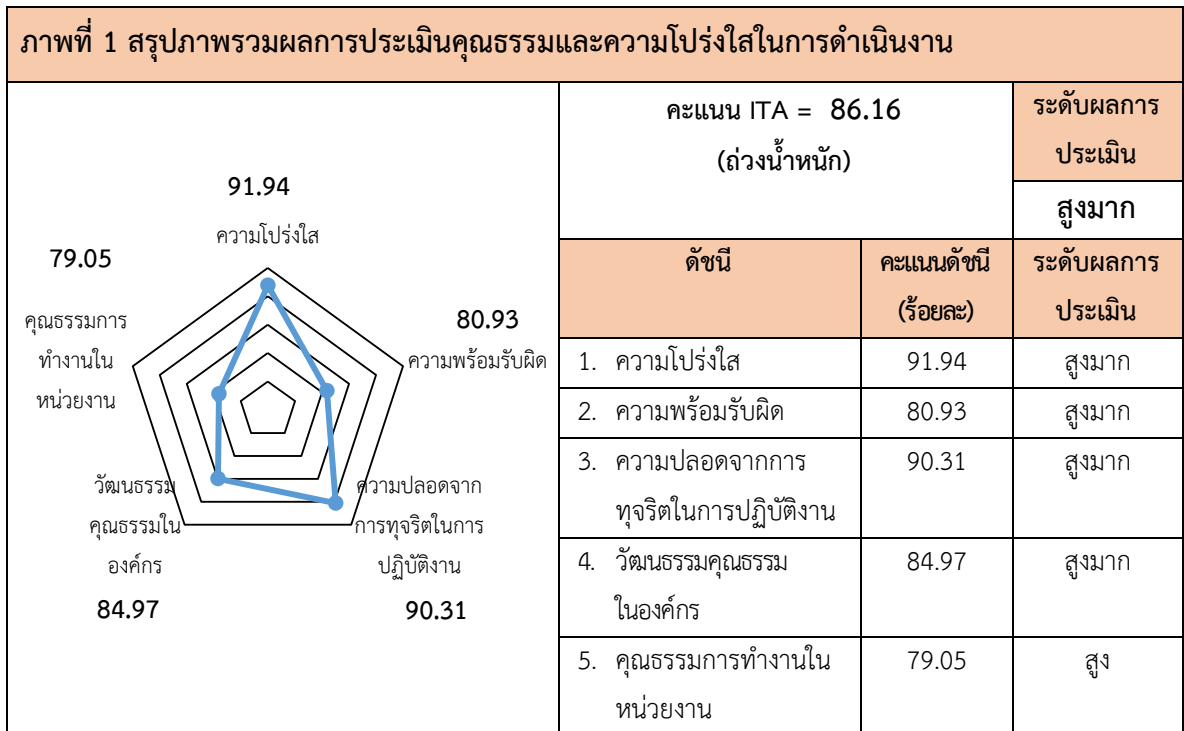 ภาพที่ 1 สรุปภาพรวมผลการประเมินคุณธรรมและความโปร่งใสในการดำเนินงาน
91.94
ความโปร่งใส
79.05
คุณธรรมการ
ทำงานใน
หน่วยงาน
80.93
ความพร้อมรับผิด
วัฒนธรรม
คุณธรรมใน
องค์กร
84.97
ความปลอดจาก
การทุจริตในการ
ปฏิบัติงาน
90.31
คะแนน ITA = 86.16
(ถ่วงน้ำหนัก)
ระดับผลการ
ประเมิน
สูงมาก
ดัชนี
คะแนนดัชนี
(ร้อยละ)
ระดับผลการ
ประเมิน
1. ความโปร่งใส 91.94 สูงมาก
2. ความพร้อมรับผิด 80.93 สูงมาก
3. ความปลอดจากการ 90.31 สูงมาก
ทุจริตในการปฏิบัติงาน
4. วัฒนธรรมคุณธรรม 84.97 สูงมาก
ในองค์กร
5. คุณธรรมการทำงานใน 79.05 สูง
หน่วยงาน